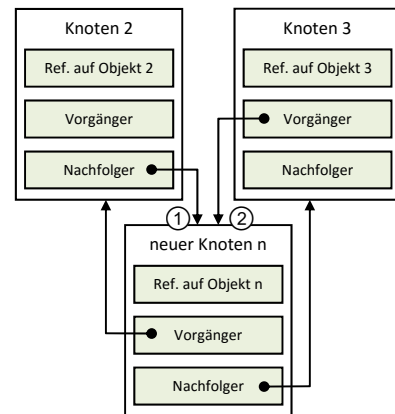 Knoten 2
Ref. auf Objekt 2
Vorgänger
Nachfolger
Knoten 3
Ref. auf Objekt 3
Vorgänger
Nachfolger
1
2
neuer Knoten n
Ref. auf Objekt n
Vorgänger
Nachfolger